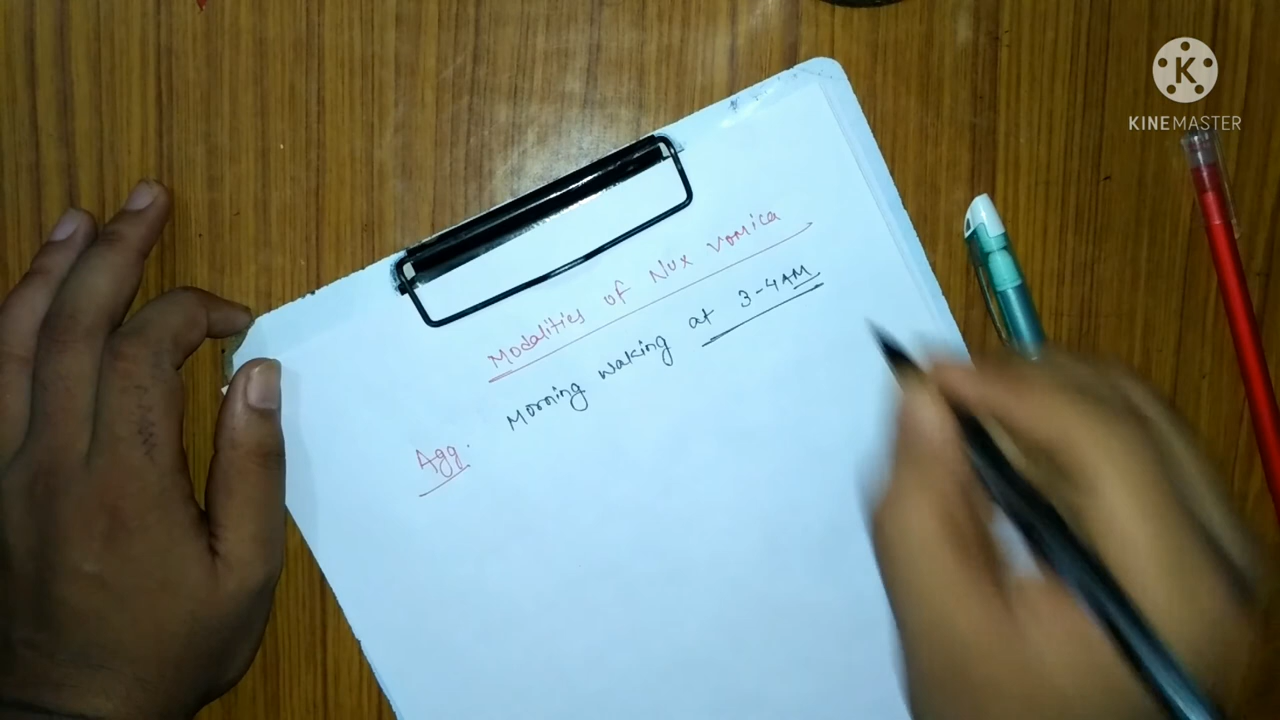 K
KINEMASTER
Modalities of Nux Vomica
Morning waking at 3-4AM
Agg.